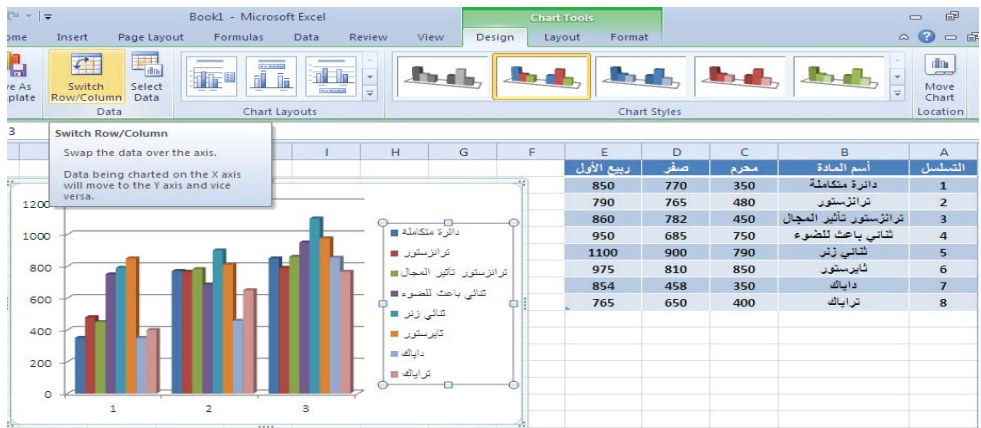 Book1 - Microsoft Excel
Chart Tools
Insert Page Layout Formulas Data Review View Design Layout Format
Switch Row/Column
Select Data
Move Chart
Data Chart Layouts Chart Styles Location
3
Switch Row/Column
Swap the data over the axis.
Data being charted on the X axis
will move to the Y axis and vice
versa.
I H G F E D C B A
التسلسل أسم المادة محرم صفر ربيع الأول
1 دائرة متكاملة 350 770 850
2 ترانزستور 480 765 790
3 ترانزستور تأثير المجال 450 782 860
4 ثنائي باعث للضوء 750 685 950
5 ثنائي زنر 790 900 1100
6 ثايرستور 850 810 975
7 داياك 350 458 854
8 تراياك 400 650 765
1200
1000
800
600
400
200
0
1 2 3
دائرة متكاملة
ترانزستور
ترانزستور تأثير المجال
ثنائي باعث للضوء
ثنائي زنر
ثايرستور
داياك
تراياك